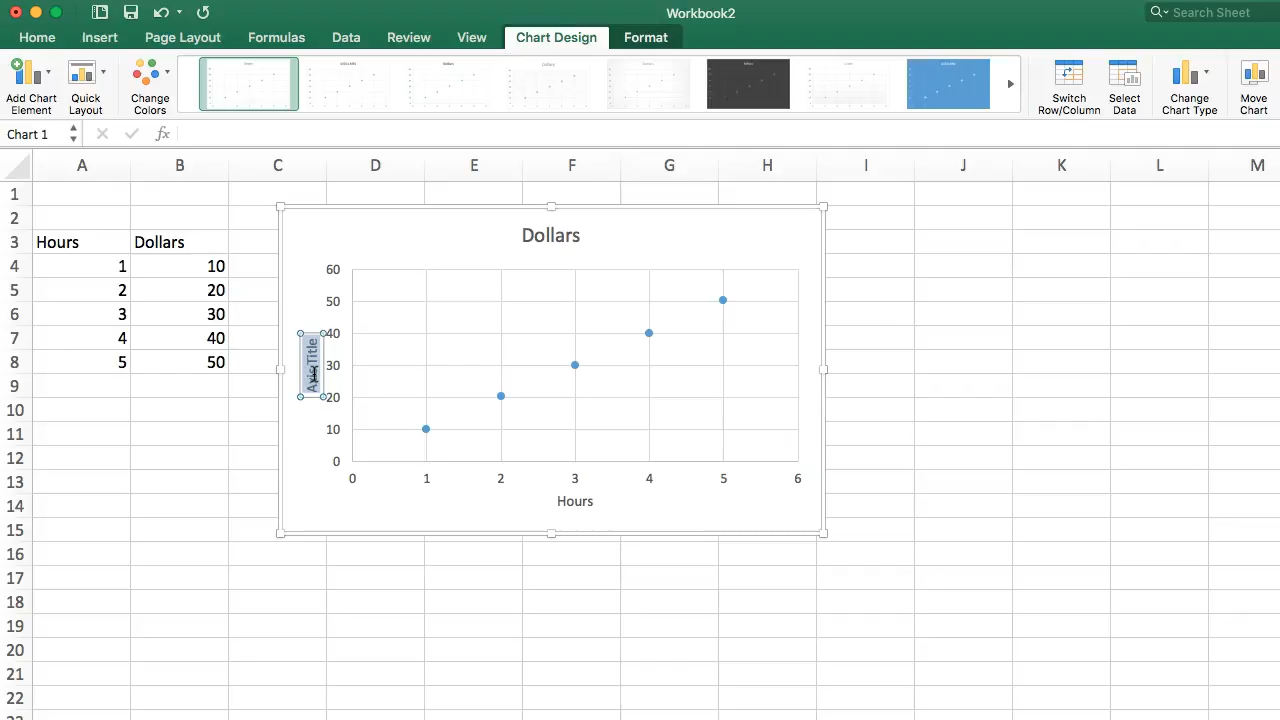 Workbook2
Search Sheet
Home Insert Page Layout Formulas Data Review View Chart Design Format
Add Chart Element
Quick Layout
Change Colors
Switch Row/Column
Select Data
Change Chart Type
Move Chart
Chart 1 fx
A B C D E F G H I J K L M
1
2
3 Hours Dollars
4 1 10
5 2 20
6 3 30
7 4 40
8 5 50
9
10
11
12
13
14
15
16
17
18
19
20
21
22
Dollars
60
50
40
30
20
10
0
0 1 2 3 4 5 6
Hours
Axis Title